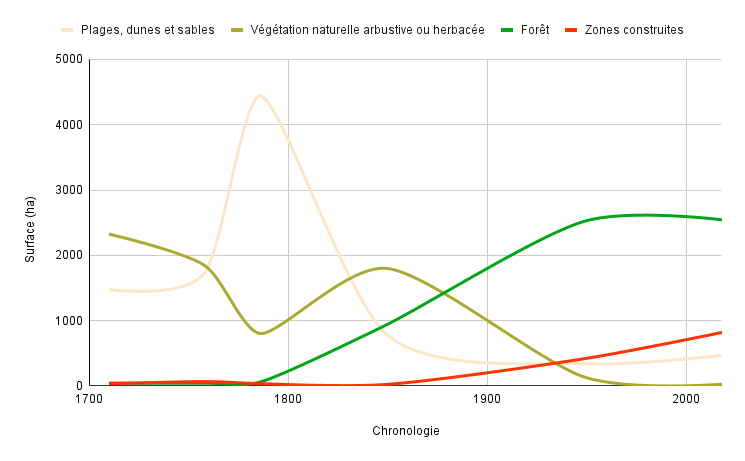 Plages, dunes et sables Végétation naturelle arbustive ou herbacée Forêt Zones construites
5000
4000
3000
2000
1000
0
Surface (ha)
1700 1800 1900 2000
Chronologie